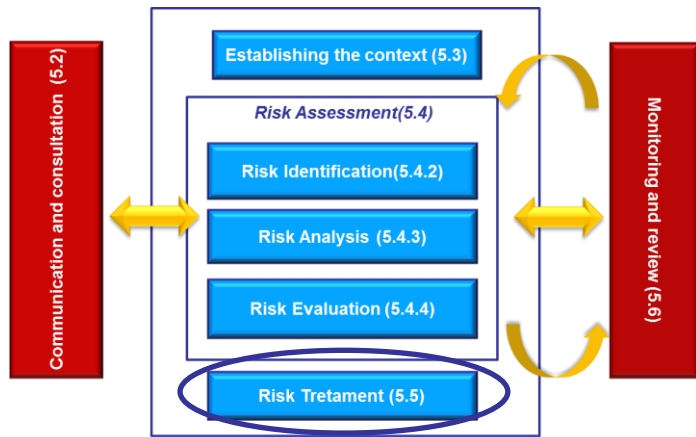 Communication and consultation (5.2)
Establishing the context (5.3)
Risk Assessment(5.4)
Risk Identification(5.4.2)
Risk Analysis (5.4.3)
Risk Evaluation (5.4.4)
Risk Tretament (5.5)
Monitoring and review (5.6)